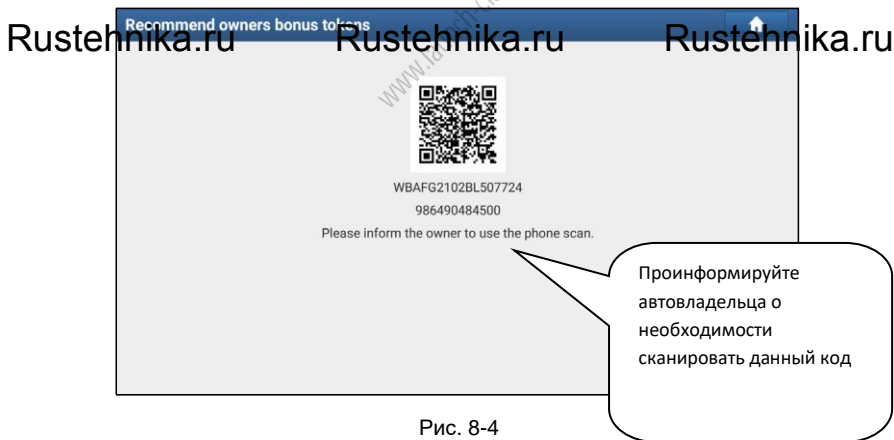 Recommend owners bonus tokens
Rustehnika.ru Rustehnika.ru Rustehnika.ru
WBAFG2102BL507724
986490484500
Please inform the owner to use the phone scan.
Проинформируйте
автовладельца о
необходимости
сканировать данный код
Рис. 8-4